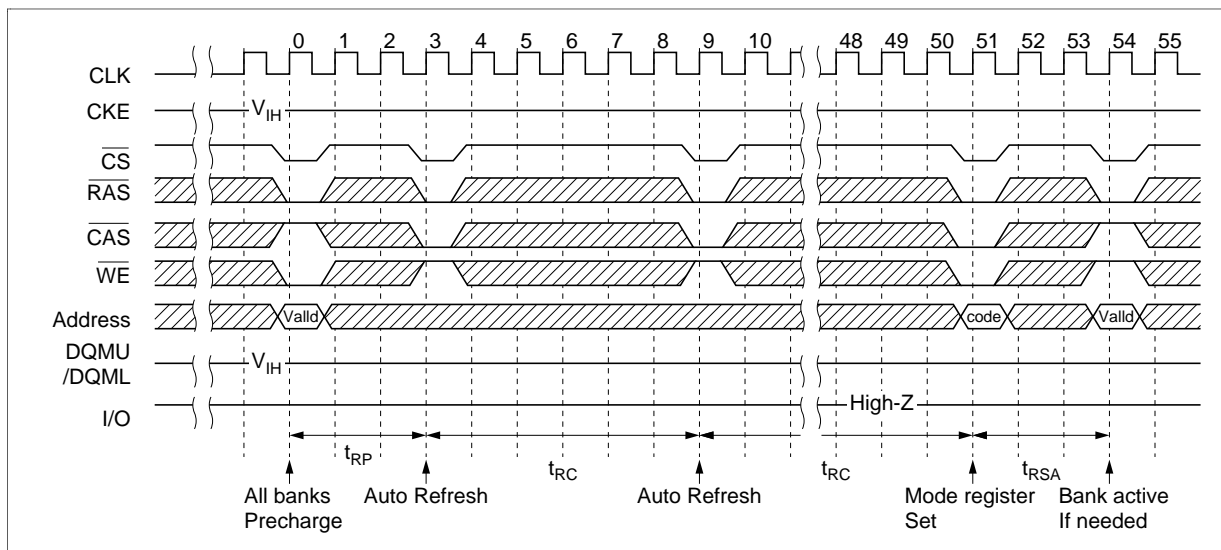 0 1 2 3 4 5 6 7 8 9 10 48 49 50 51 52 53 54 55
CLK
CKE VIH
CS
RAS
CAS
WE
Address Valld code Valld
DQMU
/DQML VIH
I/O High-Z
tRP tRC tRC tRSA
All banks
Precharge
Auto Refresh
Auto Refresh
Mode register
Set
Bank active
If needed